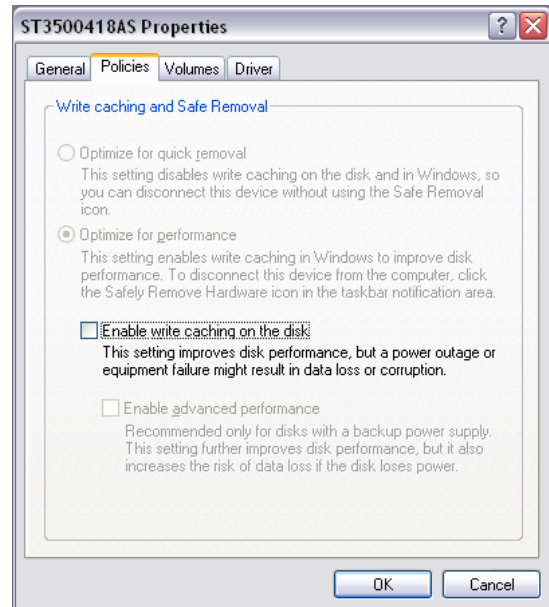 ST3500418AS Properties
General Policies Volumes Driver
Write caching and Safe Removal
Optimize for quick removal
This setting disables write caching on the disk and in Windows, so
you can disconnect this device without using the Safe Removal
icon.
Optimize for performance
This setting enables write caching in Windows to improve disk
performance. To disconnect this device from the computer, click
the Safely Remove Hardware icon in the taskbar notification area.
Enable write caching on the disk
This setting improves disk performance, but a power outage or
equipment failure might result in data loss or corruption.
Enable advanced performance
Recommended only for disks with a backup power supply.
This setting further improves disk performance, but it also
increases the risk of data loss if the disk loses power.
OK Cancel